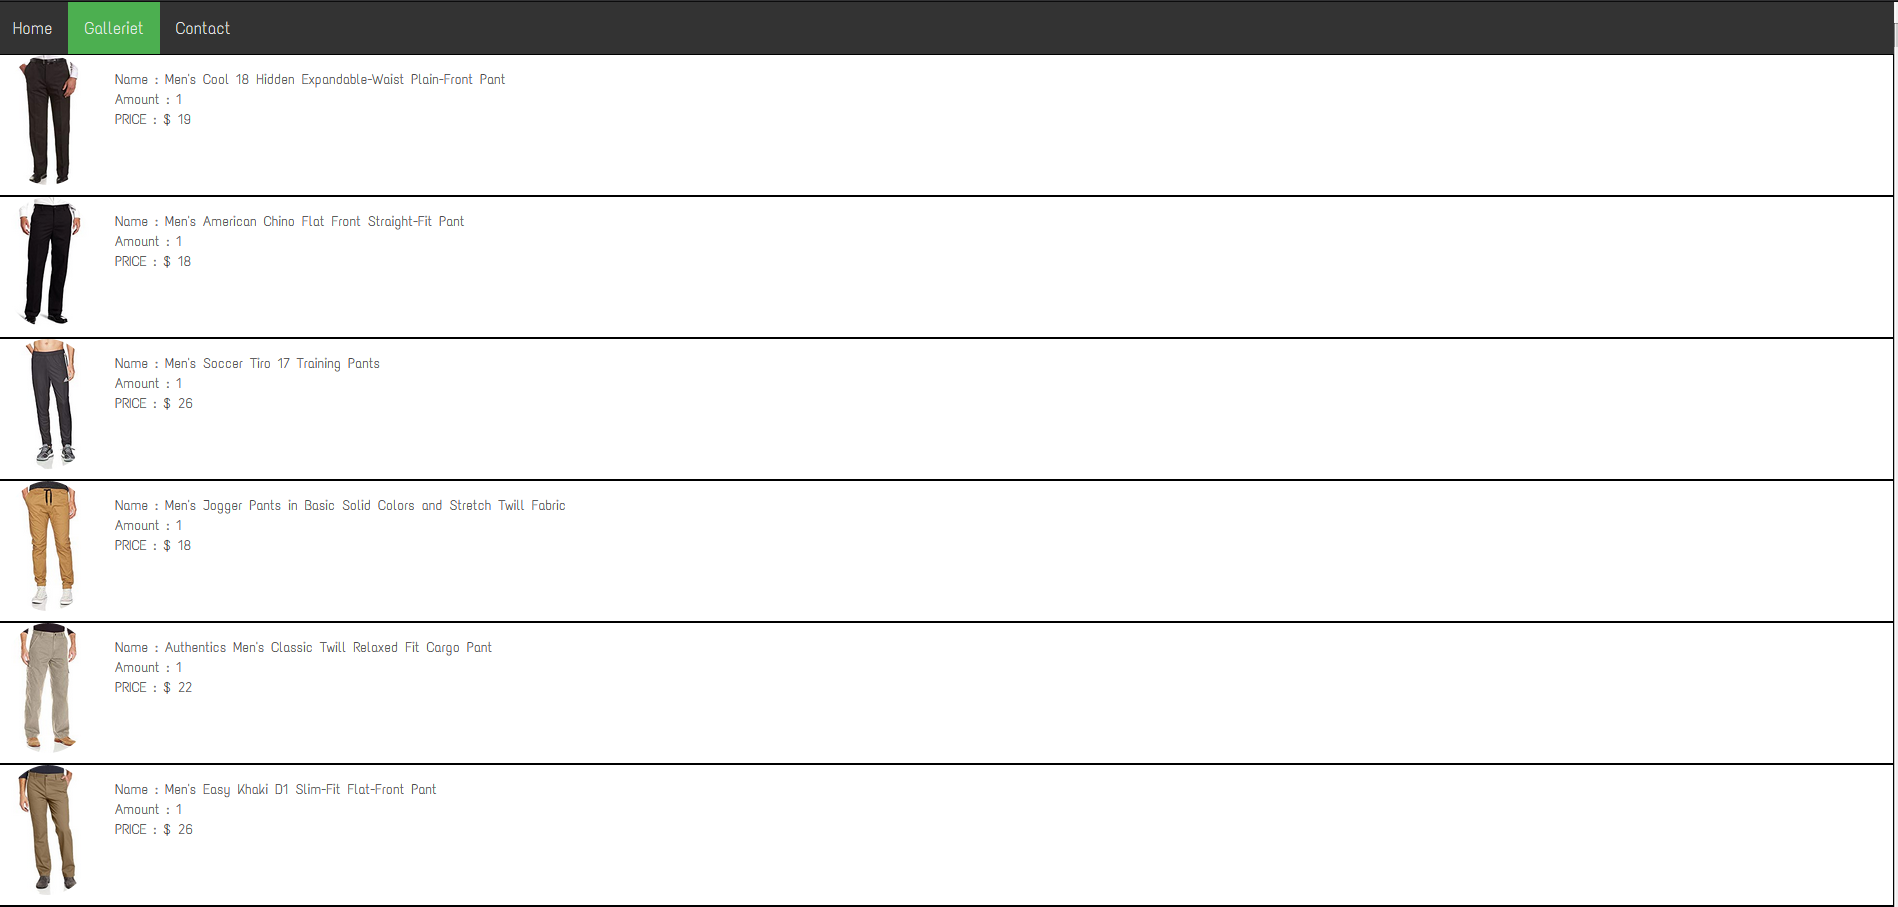 Home Galleriet Contact
Name : Men's Cool 18 Hidden Expandable-Waist Plain-Front Pant
Amount : 1
PRICE : $ 19
Name : Men's American Chino Flat Front Straight-Fit Pant
Amount : 1
PRICE : $ 18
Name : Men's Soccer Tiro 17 Training Pants
Amount : 1
PRICE : $ 26
Name : Men's Jogger Pants in Basic Solid Colors and Stretch Twill Fabric
Amount : 1
PRICE : $ 18
Name : Authentics Men's Classic Twill Relaxed Fit Cargo Pant
Amount : 1
PRICE : $ 22
Name : Men's Easy Khaki D1 Slim-Fit Flat-Front Pant
Amount : 1
PRICE : $ 26